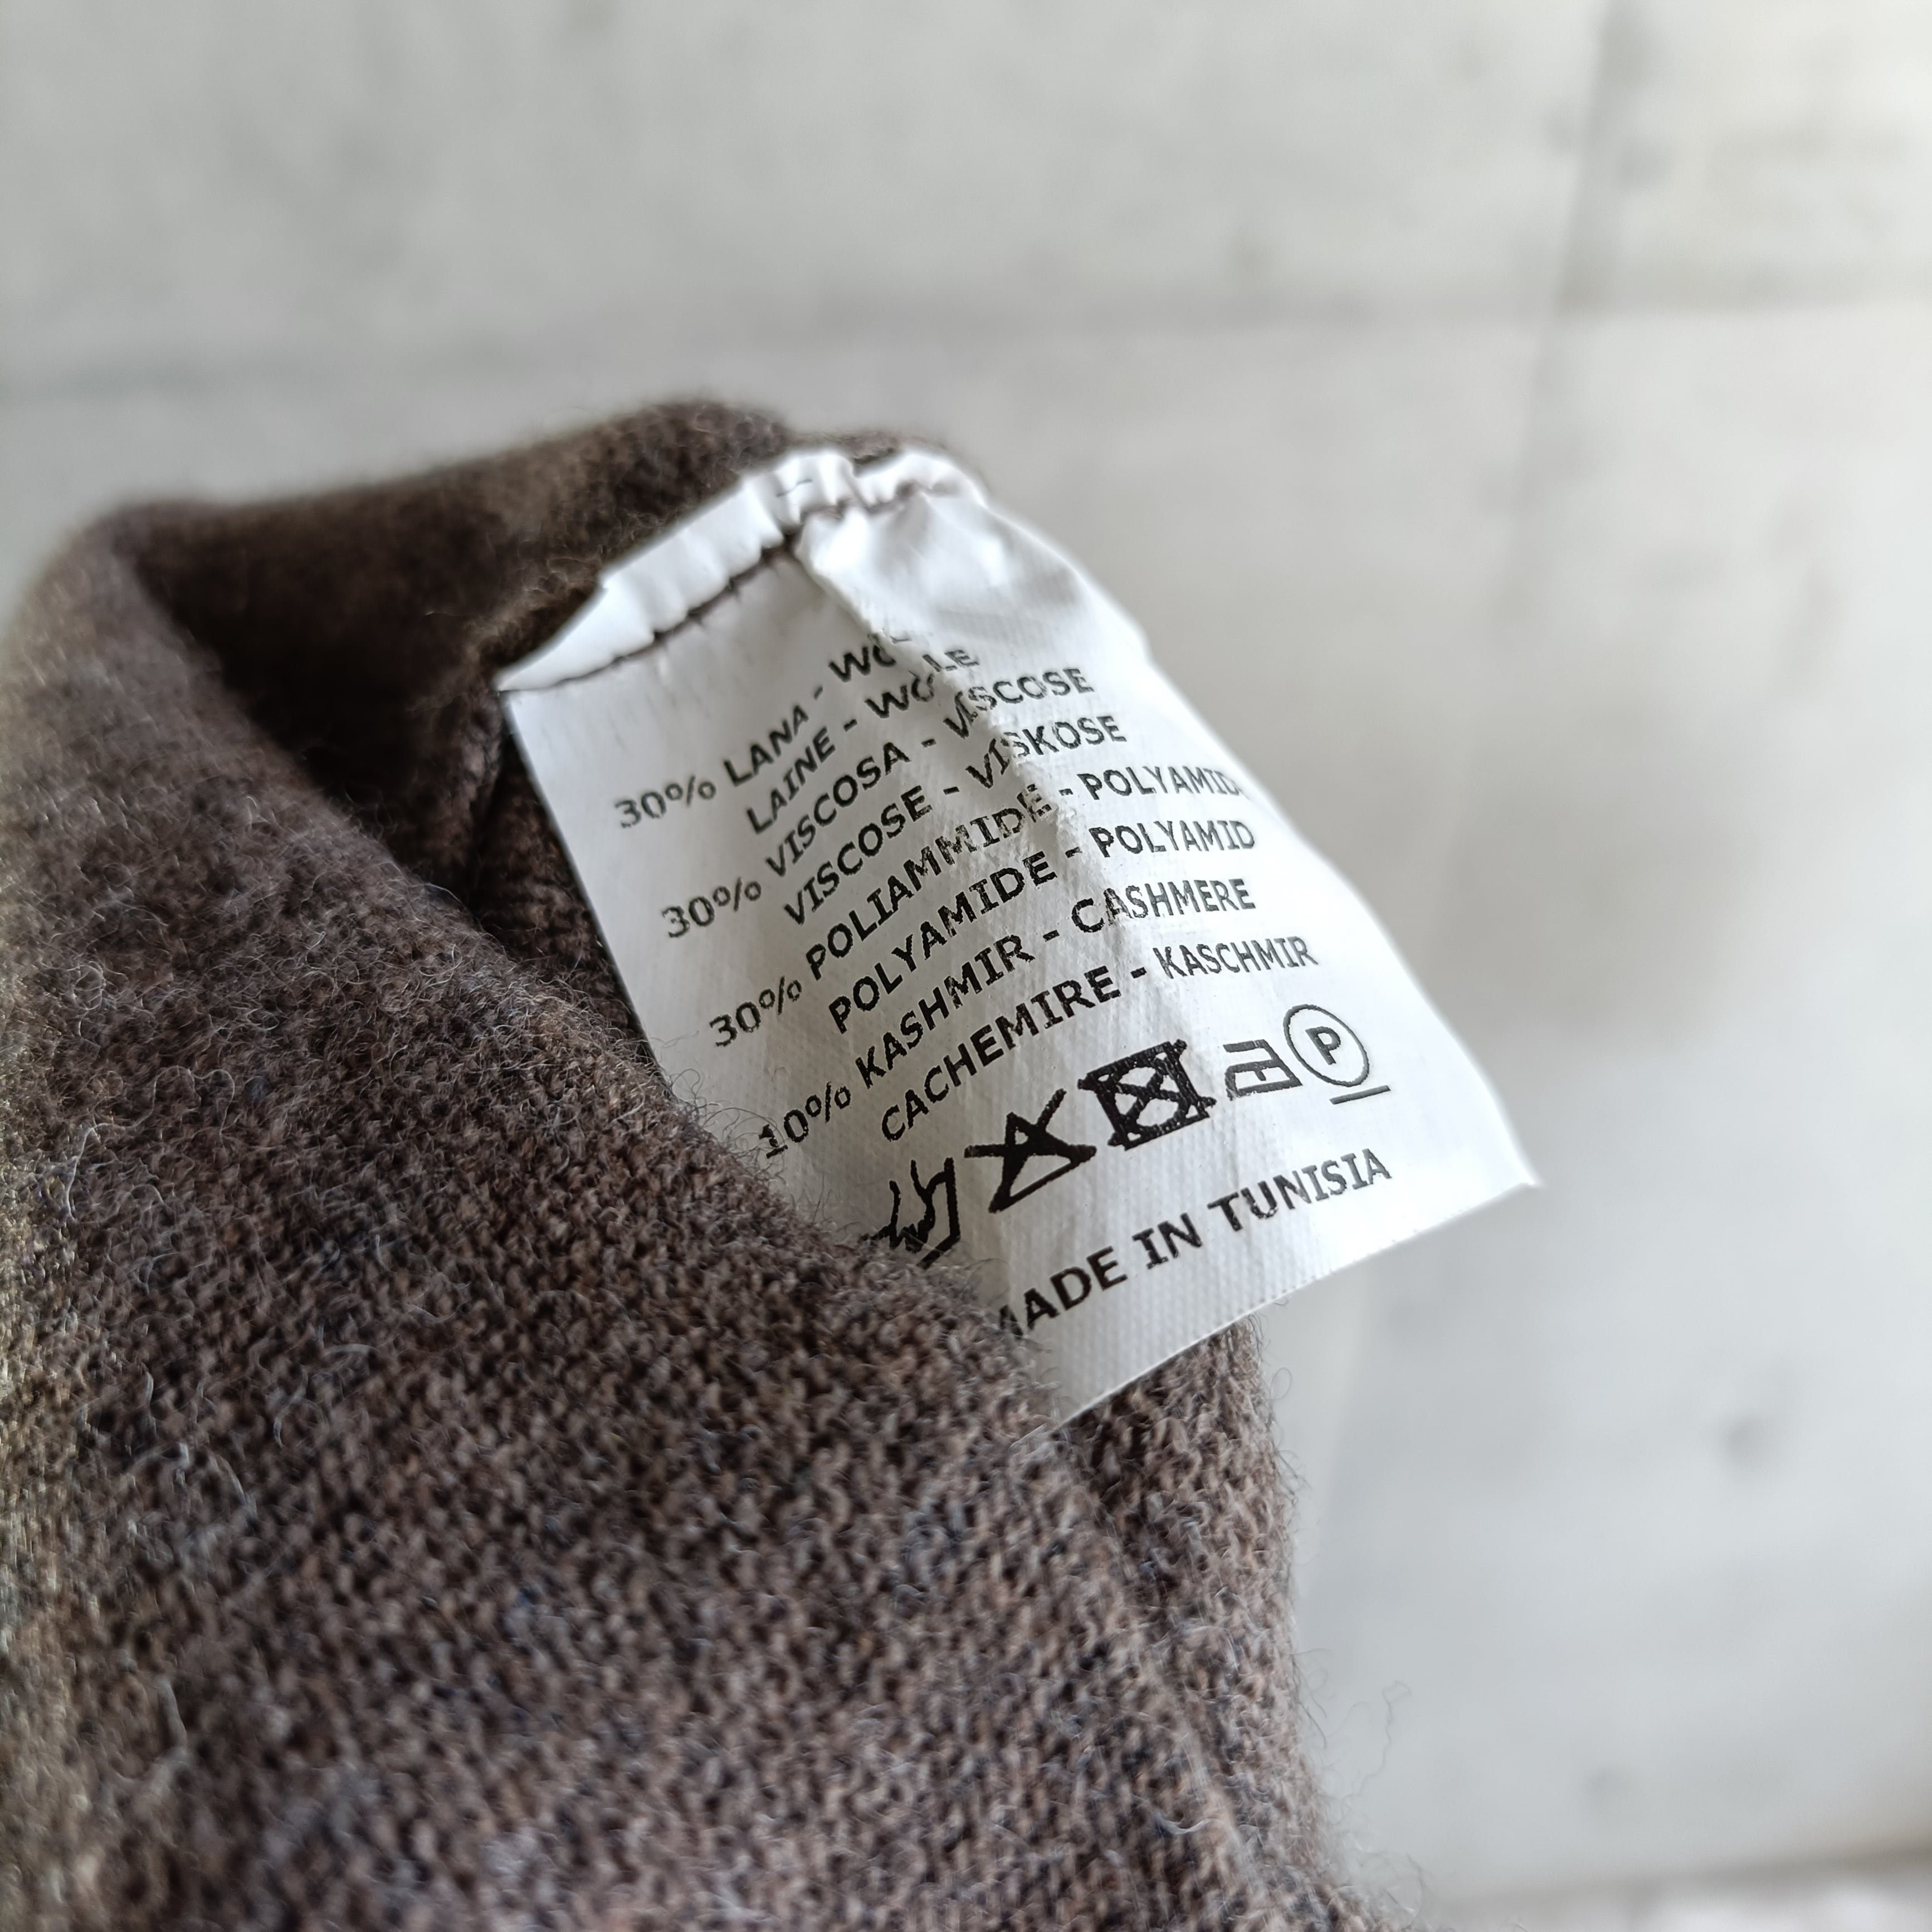 30% LANA - WOOL
LAINE - WOLLE
30% VISCOSA - VISCOSE
VISCOSE - VISKOSE
30% POLIAMMIDE - POLYAMIDE
POLYAMIDE - POLYAMID
10% KASHMIR - CASHMERE
CACHEMIRE - KASCHMIR
P
MADE IN TUNISIA